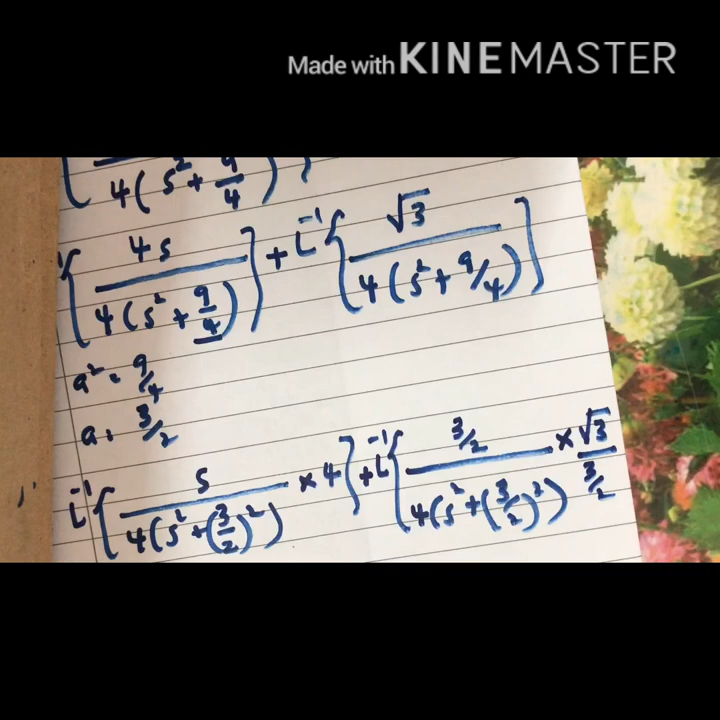 Made with KINEMASTER
4(s² + 9/4)
{4s / 4(s² + 9/4)} + L⁻¹{√3 / 4(s² + 9/4)}
a² = 9/4
a = 3/2
L⁻¹{s / 4(s² + (3/2)²) × 4} + L⁻¹{3/2 / 4(s² + (3/2)²) × √3 / 3/2